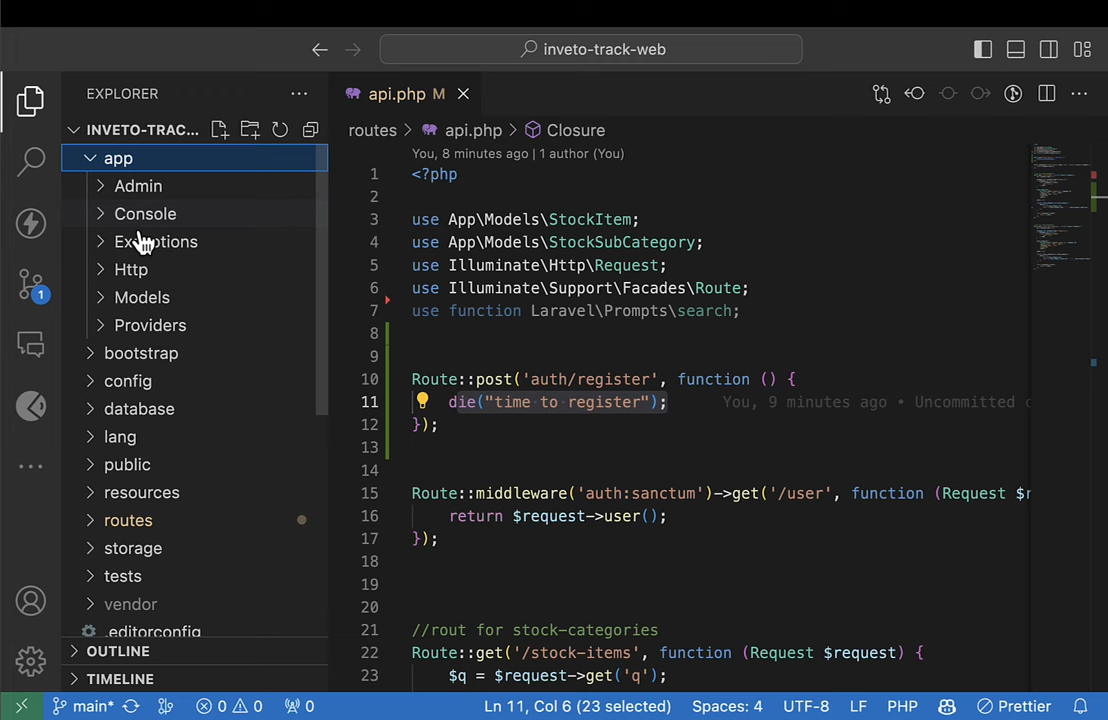 inveto-track-web
EXPLORER
INVETO-TRAC...
app
Admin
Console
Exceptions
Http
Models
Providers
bootstrap
config
database
lang
public
resources
routes
storage
tests
vendor
.editorconfig
OUTLINE
TIMELINE
1
api.php M
routes > api.php > Closure
You, 8 minutes ago | 1 author (You)
1 <?php
2
3 use App\Models\StockItem;
4 use App\Models\StockSubCategory;
5 use Illuminate\Http\Request;
6 use Illuminate\Support\Facades\Route;
7 use function Laravel\Prompts\search;
8
9
10 Route::post('auth/register', function () {
11 die("time to register"); You, 9 minutes ago • Uncommitted c
12 });
13
14
15 Route::middleware('auth:sanctum')->get('/user', function (Request $r
16 return $request->user();
17 });
18
19
20
21 //rout for stock-categories
22 Route::get('/stock-items', function (Request $request) {
23 $q = $request->get('q');
main* 0 0 0 Ln 11, Col 6 (23 selected) Spaces: 4 UTF-8 LF PHP Prettier